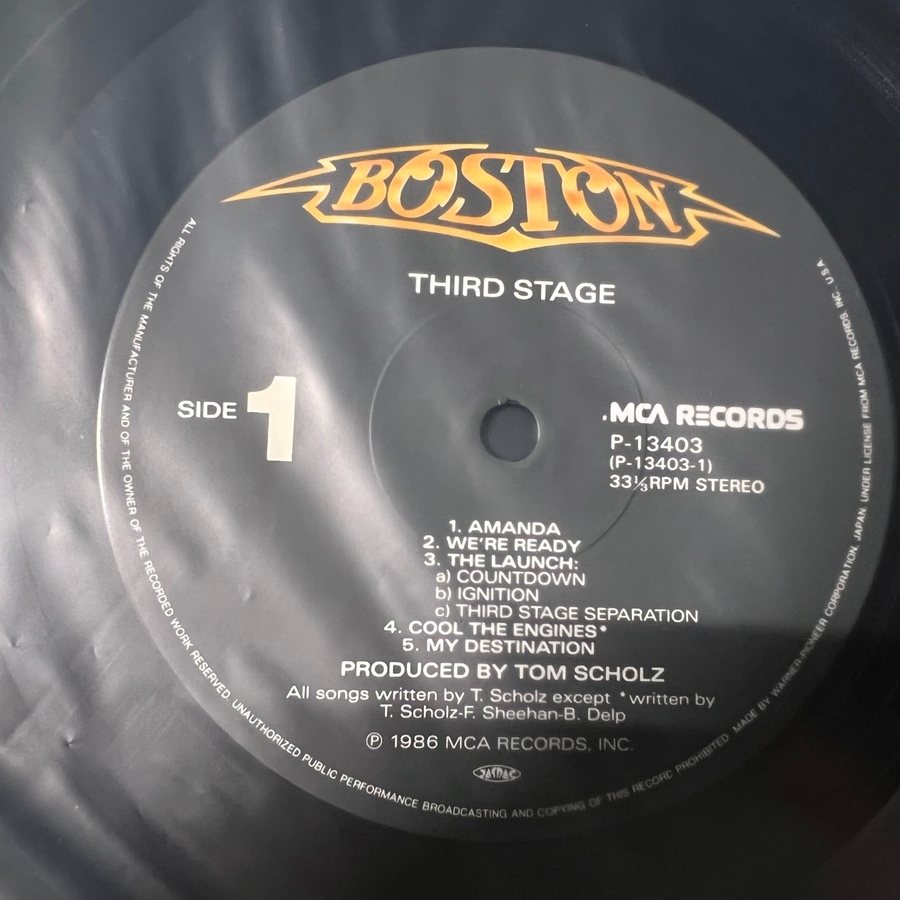 BOSTON
THIRD STAGE
SIDE 1
MCA RECORDS
P-13403
(P-13403-1)
33⅓RPM STEREO
1. AMANDA
2. WE'RE READY
3. THE LAUNCH:
a) COUNTDOWN
b) IGNITION
c) THIRD STAGE SEPARATION
4. COOL THE ENGINES*
5. MY DESTINATION
PRODUCED BY TOM SCHOLZ
All songs written by T. Scholz except *written by
T. Scholz-F. Sheehan-B. Delp
Ⓟ 1986 MCA RECORDS, INC.
ALL RIGHTS OF THE MANUFACTURER AND OF THE OWNER OF THE RECORDED WORK RESERVED. UNAUTHORIZED PUBLIC PERFORMANCE BROADCASTING AND COPYING OF THIS RECORD PROHIBITED. MADE BY WARNER-PIONEER CORPORATION, JAPAN. UNDER LICENSE FROM MCA RECORDS, INC. U.S.A.